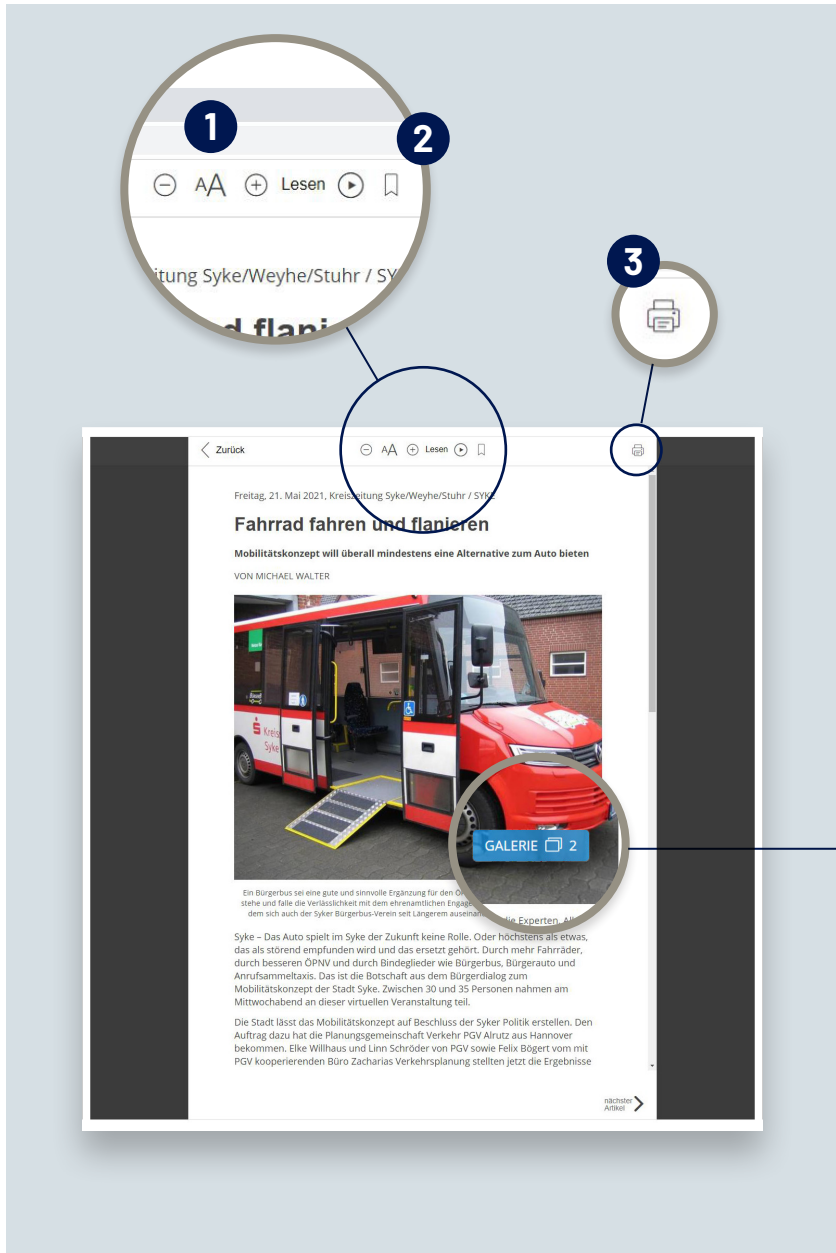 1
2
AA Lesen
itung Syke/Weyhe/Stuhr / SY
d flani
3
Zurück
AA Lesen
Freitag, 21. Mai 2021, Kreiszeitung Syke/Weyhe/Stuhr / SYKE
Fahrrad fahren und flanieren
Mobilitätskonzept will überall mindestens eine Alternative zum Auto bieten
VON MICHAEL WALTER
Kreis
Syke
GALERIE 2
Ein Bürgerbus sei eine gute und sinnvolle Ergänzung für den
stehe und falle die Verlässlichkeit mit dem ehrenamtlichen
dem sich auch der Syker Bürgerbus-Verein seit Längerem
die Experten.
Syke – Das Auto spielt im Syke der Zukunft keine Rolle. Oder höchstens als etwas,
das als störend empfunden wird und das ersetzt gehört. Durch mehr Fahrräder,
durch besseren ÖPNV und durch Bindeglieder wie Bürgerbus, Bürgerauto und
Anrufsammeltaxis. Das ist die Botschaft aus dem Bürgerdialog zum
Mobilitätskonzept der Stadt Syke. Zwischen 30 und 35 Personen nahmen am
Mittwochabend an dieser virtuellen Veranstaltung teil.
Die Stadt lässt das Mobilitätskonzept auf Beschluss der Syker Politik erstellen. Den
Auftrag dazu hat die Planungsgemeinschaft Verkehr PGV Alrutz aus Hannover
bekommen. Elke Willhaus und Linn Schröder von PGV sowie Felix Bögert vom mit
PGV kooperierenden Büro Zacharias Verkehrsplanung stellten jetzt die Ergebnisse
nächster
Artikel